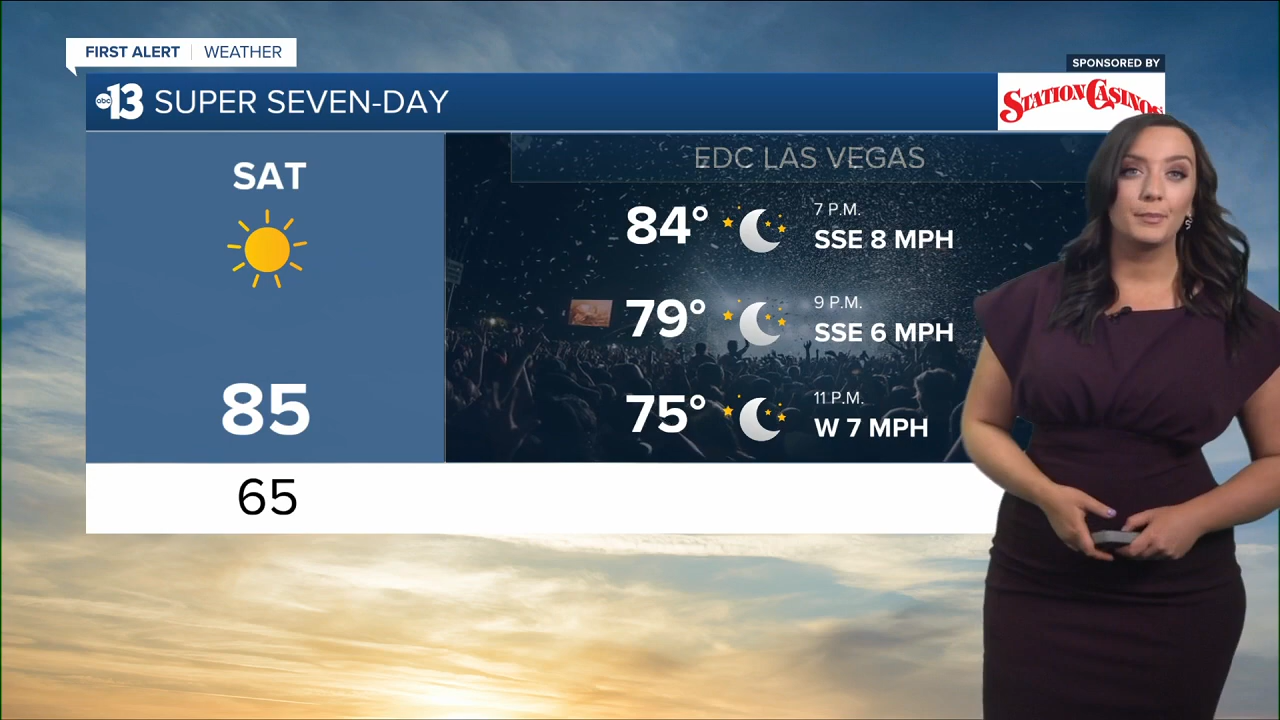 FIRST ALERT | WEATHER
SPONSORED BY
abc 13 SUPER SEVEN-DAY
STATION CASINOS
SAT
85
65
EDC LAS VEGAS
84° 7 P.M.
SSE 8 MPH
79° 9 P.M.
SSE 6 MPH
75° 11 P.M.
W 7 MPH